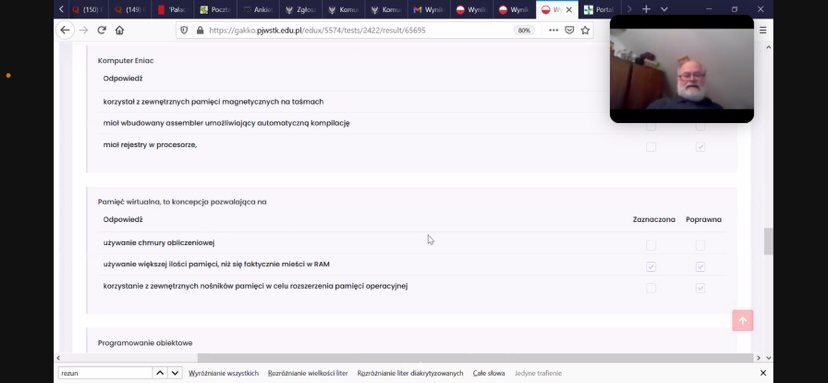 (150)
(149)
'Pałac
Poczta
Ankie
Zgłos
Komu
Komu
Wynik
Wynik
Wynik
Portal
https://gakko.pjwstk.edu.pl/edux/5574/tests/2422/result/65695
80%
Komputer Eniac
Odpowiedź
korzystał z zewnętrznych pamięci magnetycznych na taśmach
miał wbudowany assembler umożliwiający automatyczną kompilację
miał rejestry w procesorze,
Pamięć wirtualna, to koncepcja pozwalająca na
Odpowiedź Zaznaczona Poprawna
używanie chmury obliczeniowej
używanie większej ilości pamięci, niż się faktycznie mieści w RAM
korzystanie z zewnętrznych nośników pamięci w celu rozszerzenia pamięci operacyjnej
Programowanie obiektowe
rezun Wyróżnianie wszystkich Rozróżnianie wielkości liter Rozróżnianie liter diakrytyzowanych Całe słowa Jedyne trafienie